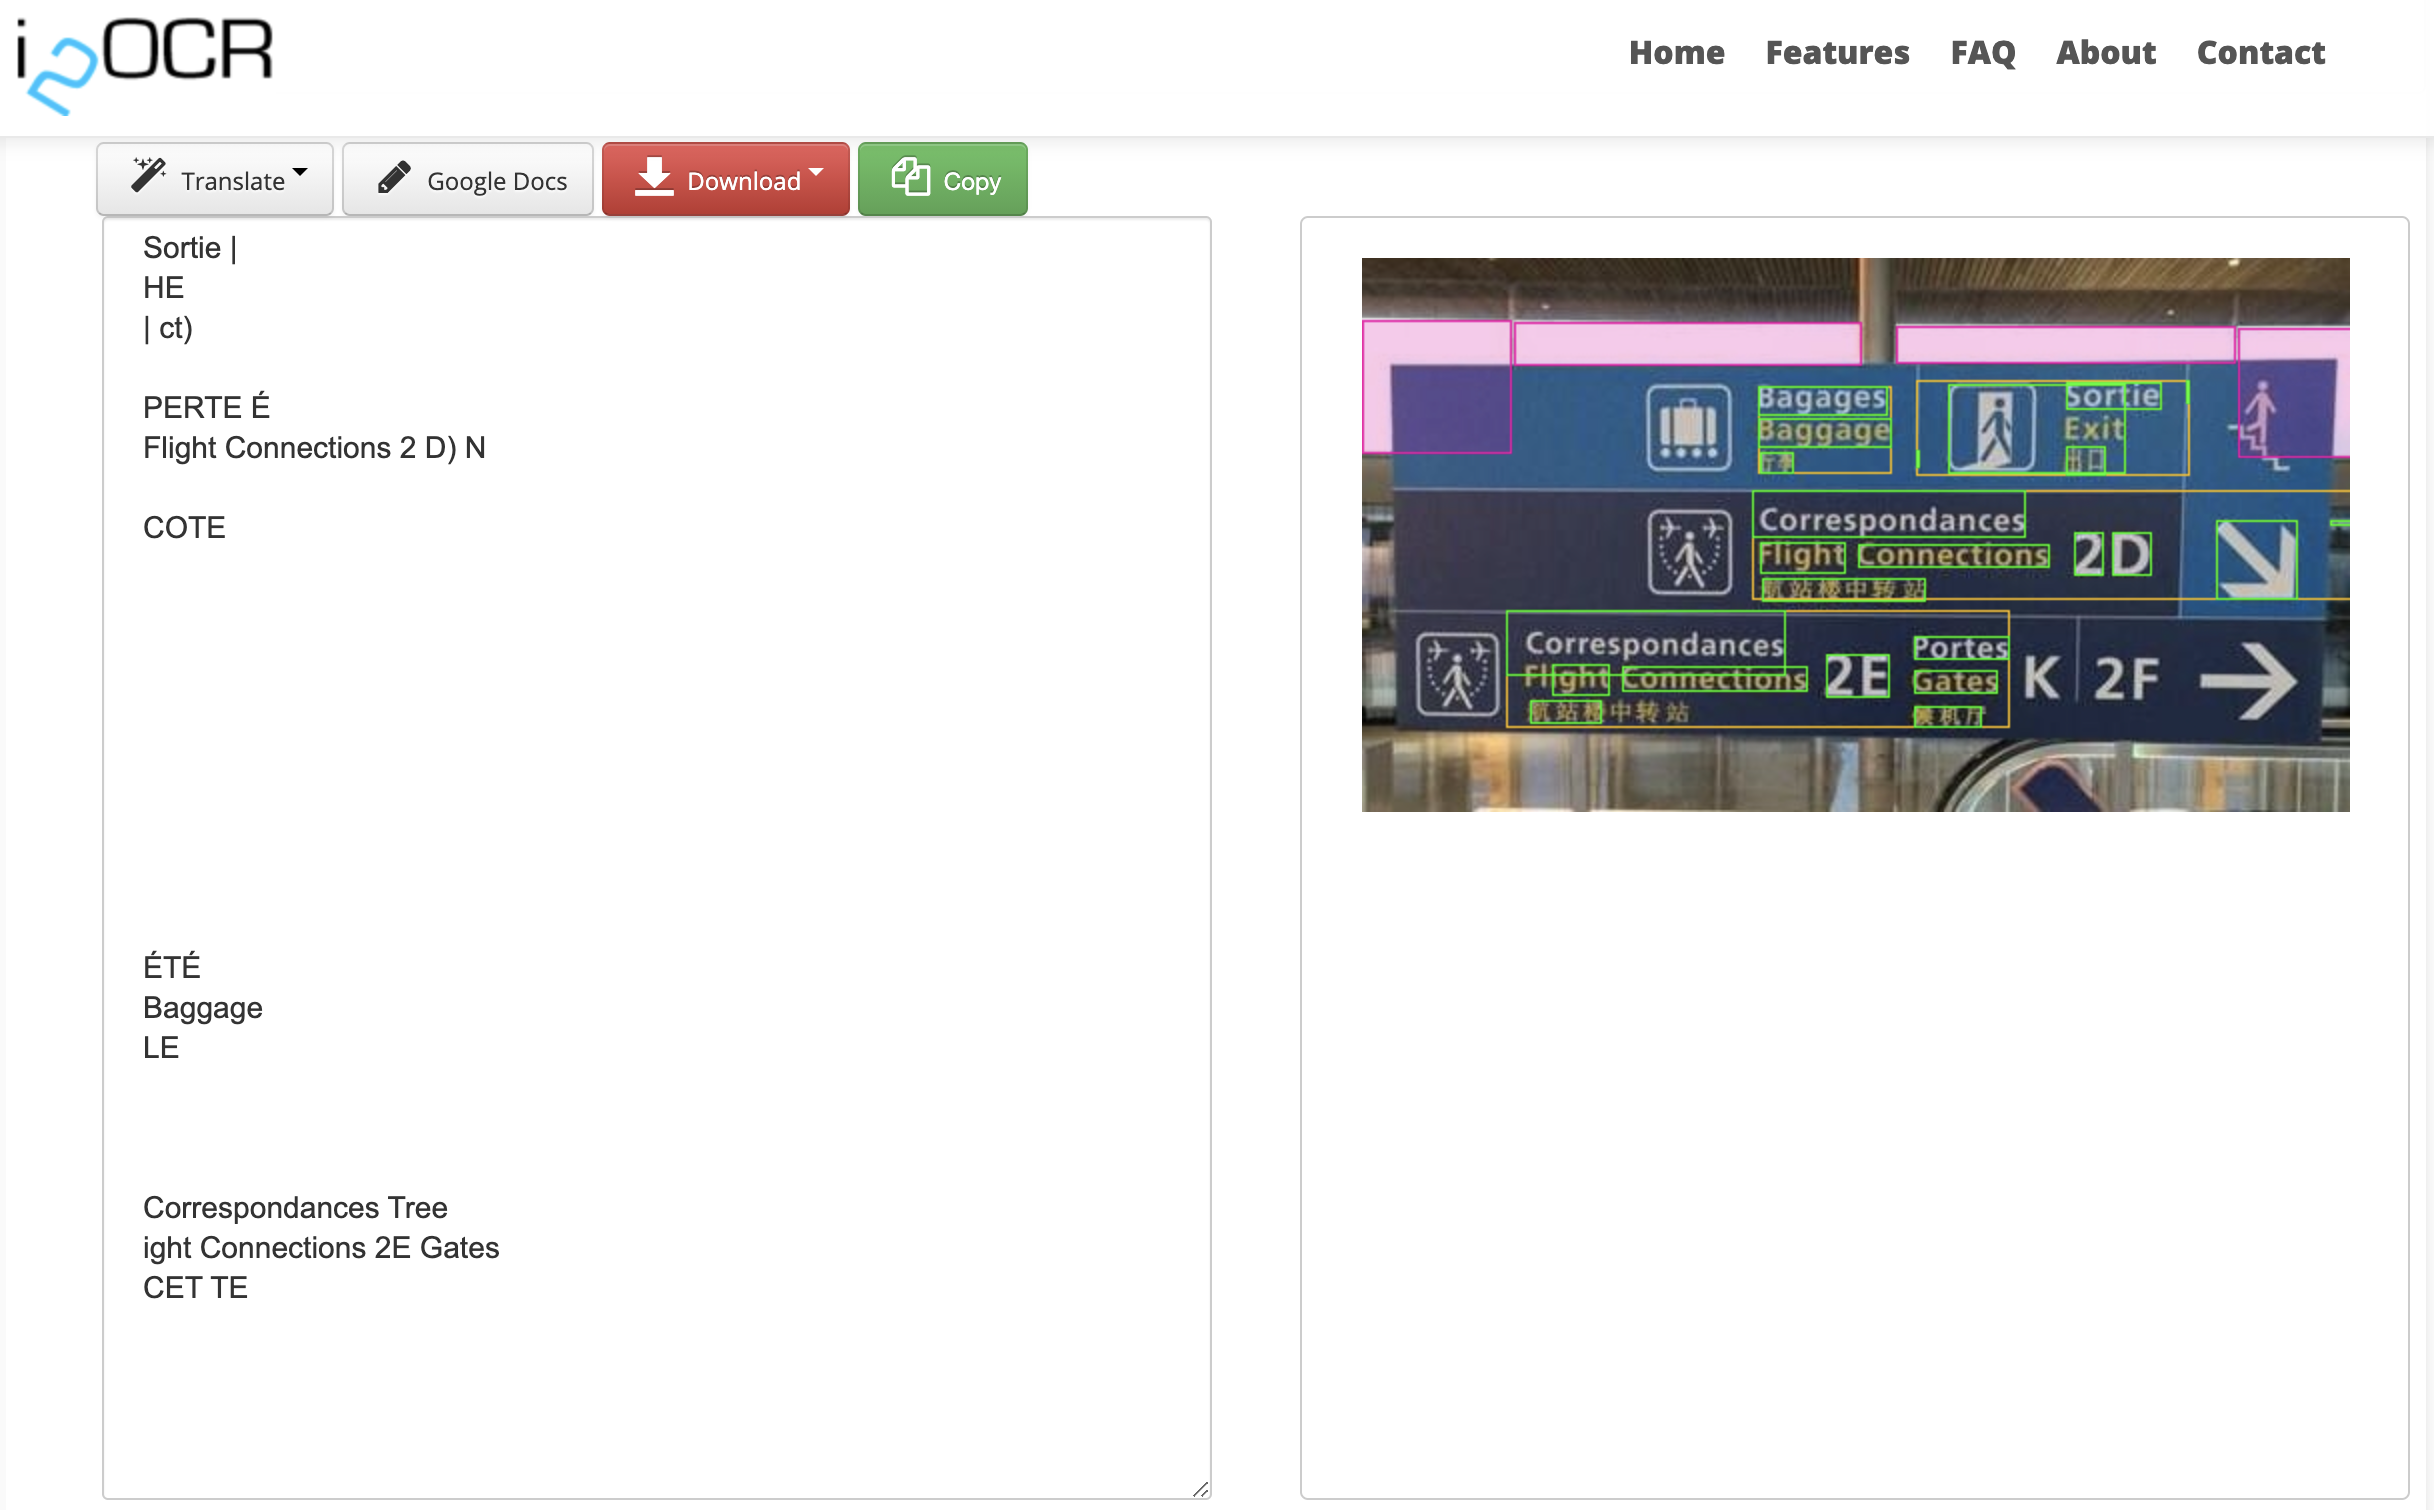 i2OCR
Home Features FAQ About Contact
Translate Google Docs Download Copy
Sortie |
HE
| ct)
PERTE É
Flight Connections 2 D) N
COTE
ÉTÉ
Baggage
LE
Correspondances Tree
ight Connections 2E Gates
CET TE
Bagages
Baggage
行李
Sortie
Exit
出口
Correspondances
Flight Connections 2D
航站楼中转站
Correspondances
Flight Connections 2E
航站楼中转站
Portes
Gates K 2F
候机厅